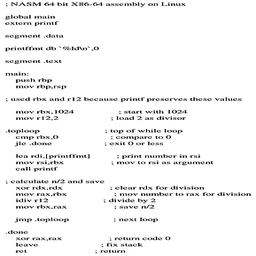 ; NASM 64 bit X86-64 assembly on Linux
global main
extern printf
segment .data
printffmt db `%ld\n`,0
segment .text
main:
push rbp
mov rbp,rsp
; used rbx and r12 because printf preserves these values
mov rbx,1024 ; start with 1024
mov r12,2 ; load 2 as divisor
.toploop ; top of while loop
cmp rbx,0 ; compare to 0
jle .done ; exit 0 or less
lea rdi,[printffmt] ; print number in rsi
mov rsi,rbx ; mov to rsi as argument
call printf
; calculate n/2 and save
xor rdx,rdx ; clear rdx for division
mov rax,rbx ; mov number to rax for division
idiv r12 ; divide by 2
mov rbx,rax ; save n/2
jmp .toploop ; next loop
.done
xor rax,rax ; return code 0
leave ; fix stack
ret ; return